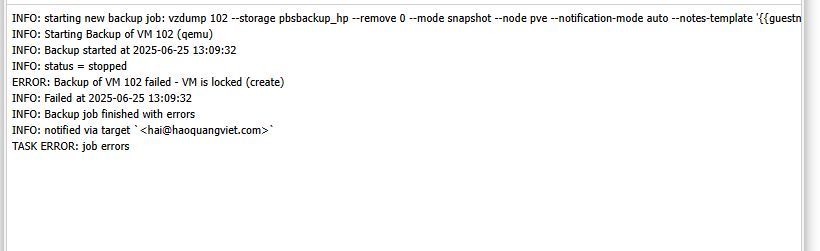 INFO: starting new backup job: vzdump 102 --storage pbsbackup_hp --remove 0 --mode snapshot --node pve --notification-mode auto --notes-template '{{guestn
INFO: Starting Backup of VM 102 (qemu)
INFO: Backup started at 2025-06-25 13:09:32
INFO: status = stopped
ERROR: Backup of VM 102 failed - VM is locked (create)
INFO: Failed at 2025-06-25 13:09:32
INFO: Backup job finished with errors
INFO: notified via target `<hai@haoquangviet.com>`
TASK ERROR: job errors